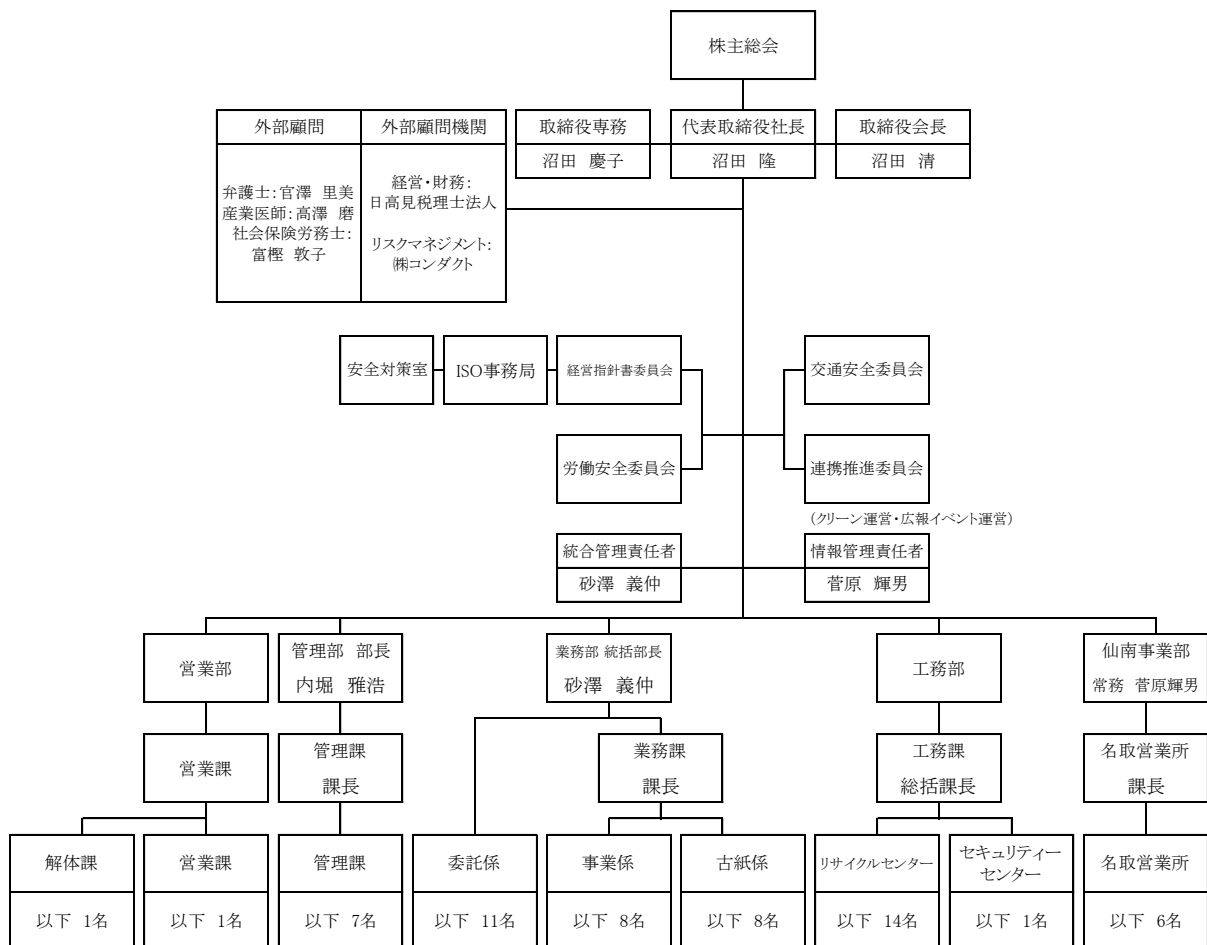 株主総会
外部顧問
外部顧問機関
取締役専務
代表取締役社長
取締役会長
沼田 慶子
沼田 隆
沼田 清
弁護士:官澤 里美
産業医師:高澤 磨
社会保険労務士:
富樫 敦子
経営・財務:
日高見税理士法人
リスクマネジメント:
㈱コンダクト
安全対策室
ISO事務局
経営指針書委員会
交通安全委員会
労働安全委員会
連携推進委員会
(クリーン運営・広報イベント運営)
統合管理責任者
情報管理責任者
砂澤 義仲
菅原 輝男
営業部
管理部 部長
内堀 雅浩
業務部 統括部長
砂澤 義仲
工務部
仙南事業部
常務 菅原輝男
営業課
管理課
課長
業務課
課長
工務課
総括課長
名取営業所
課長
解体課
営業課
管理課
委託係
事業係
古紙係
リサイクルセンター
セキュリティー
センター
名取営業所
以下 1名
以下 1名
以下 7名
以下 11名
以下 8名
以下 8名
以下 14名
以下 1名
以下 6名